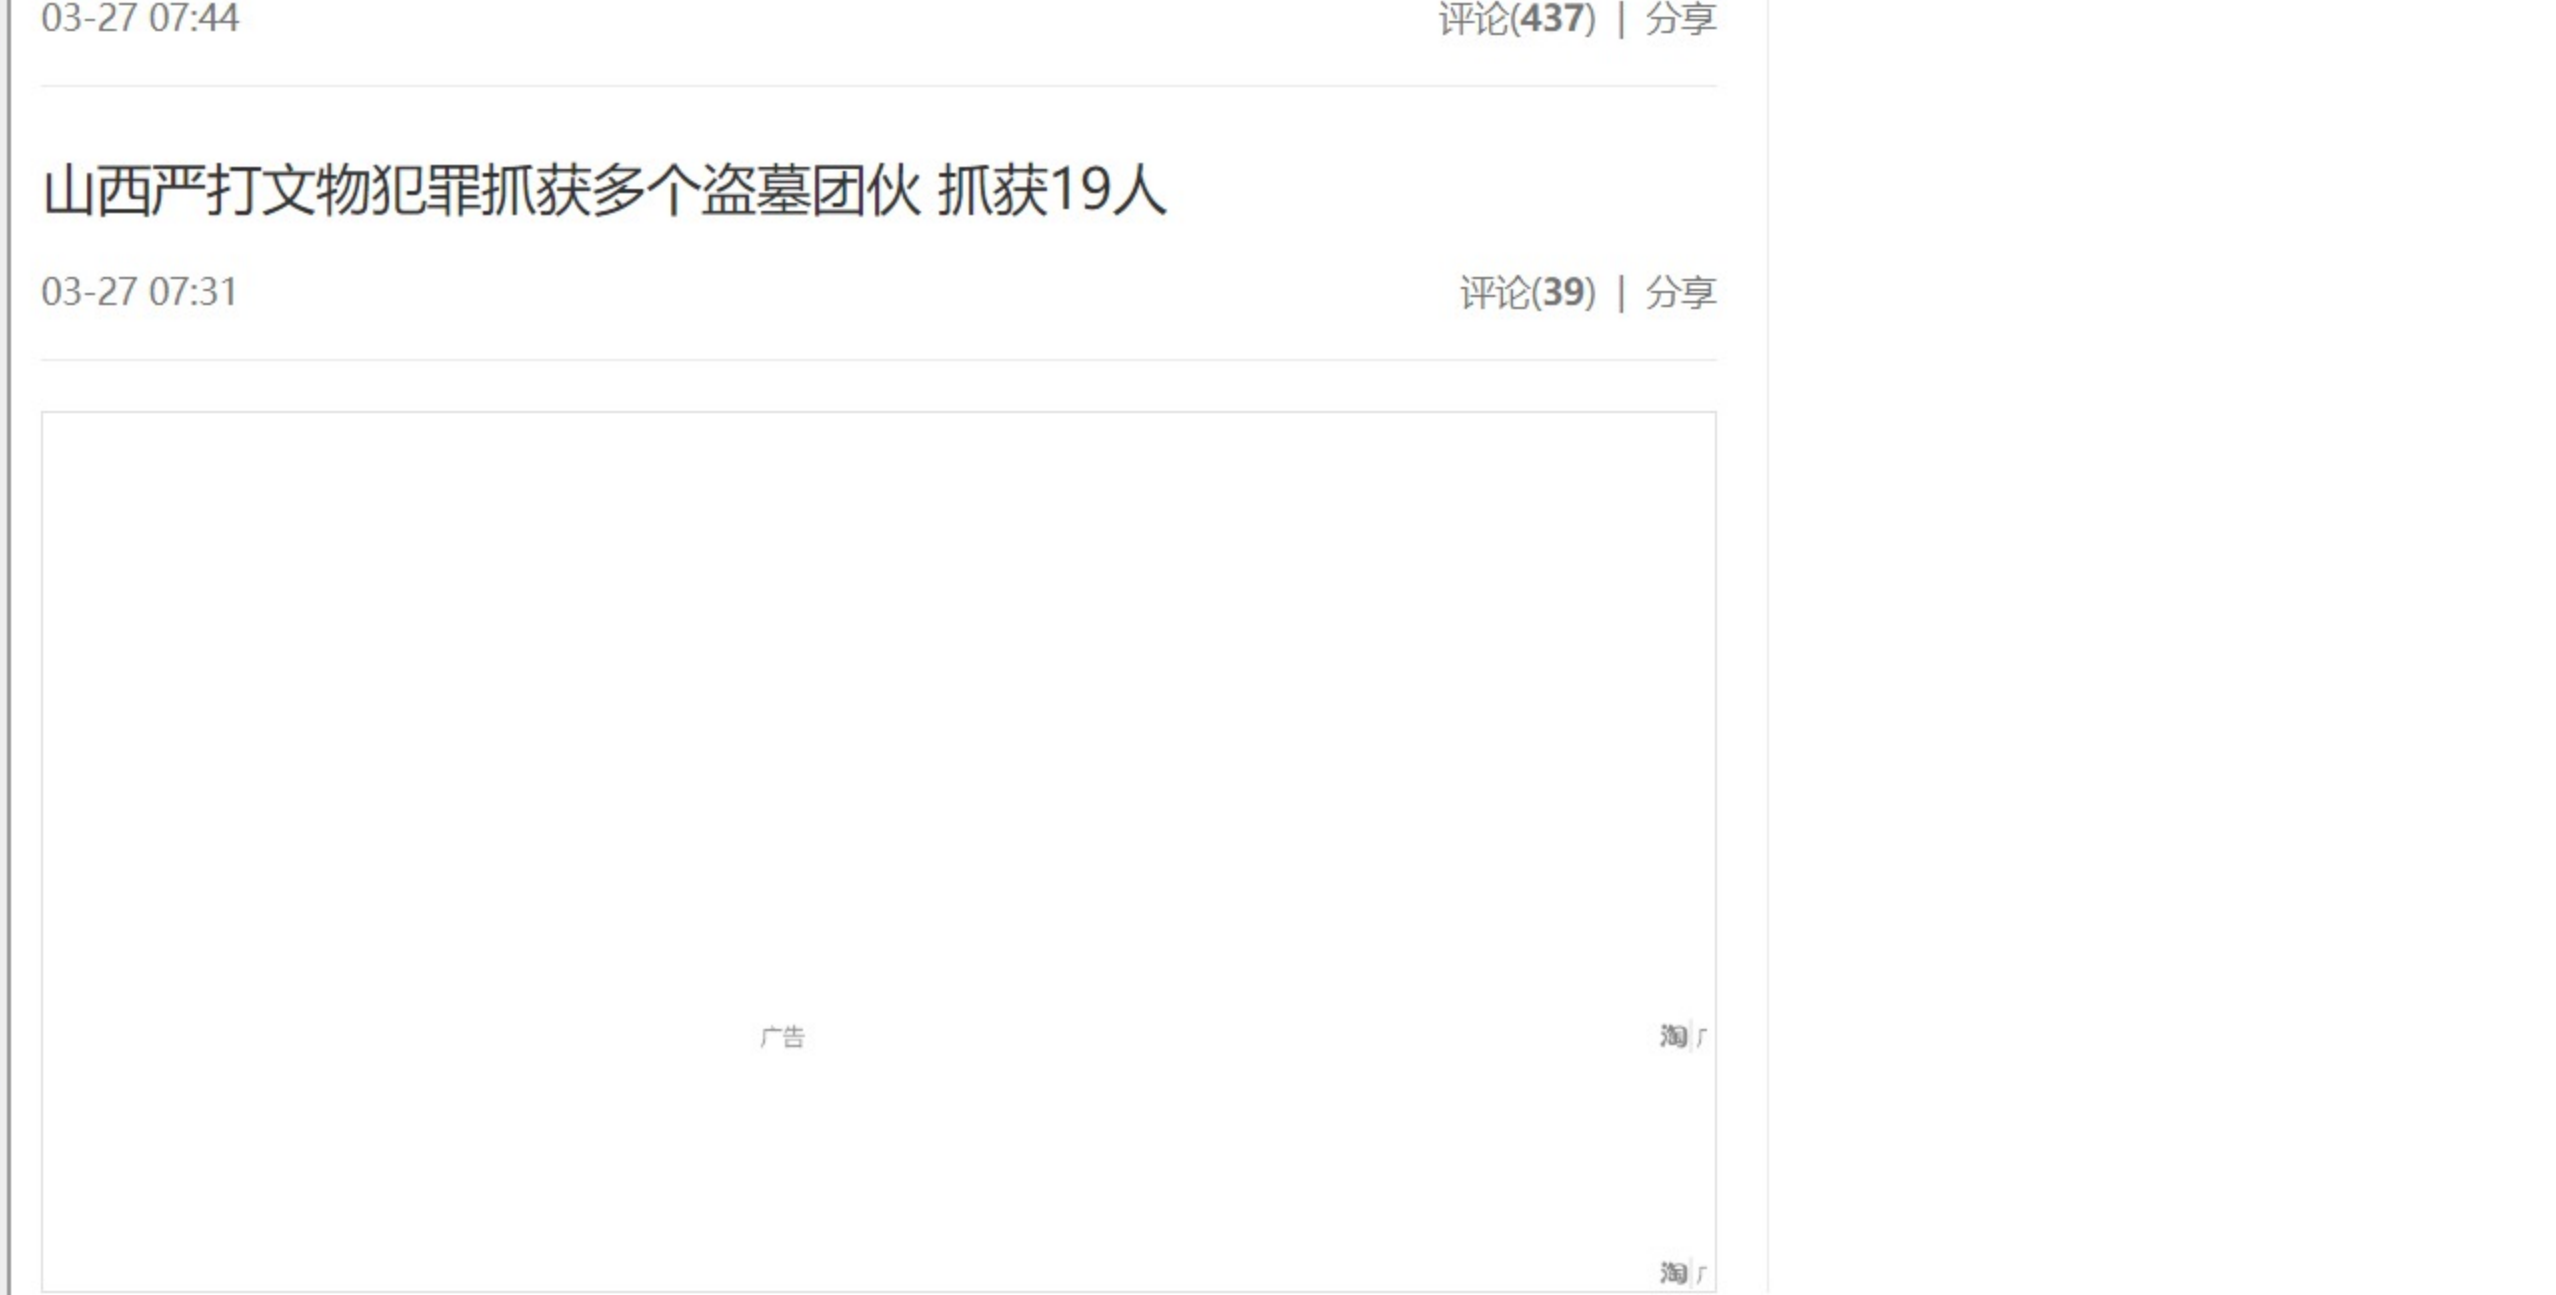 03-27 07:44 评论(437) | 分享
山西严打文物犯罪抓获多个盗墓团伙 抓获19人
03-27 07:31 评论(39) | 分享
广告